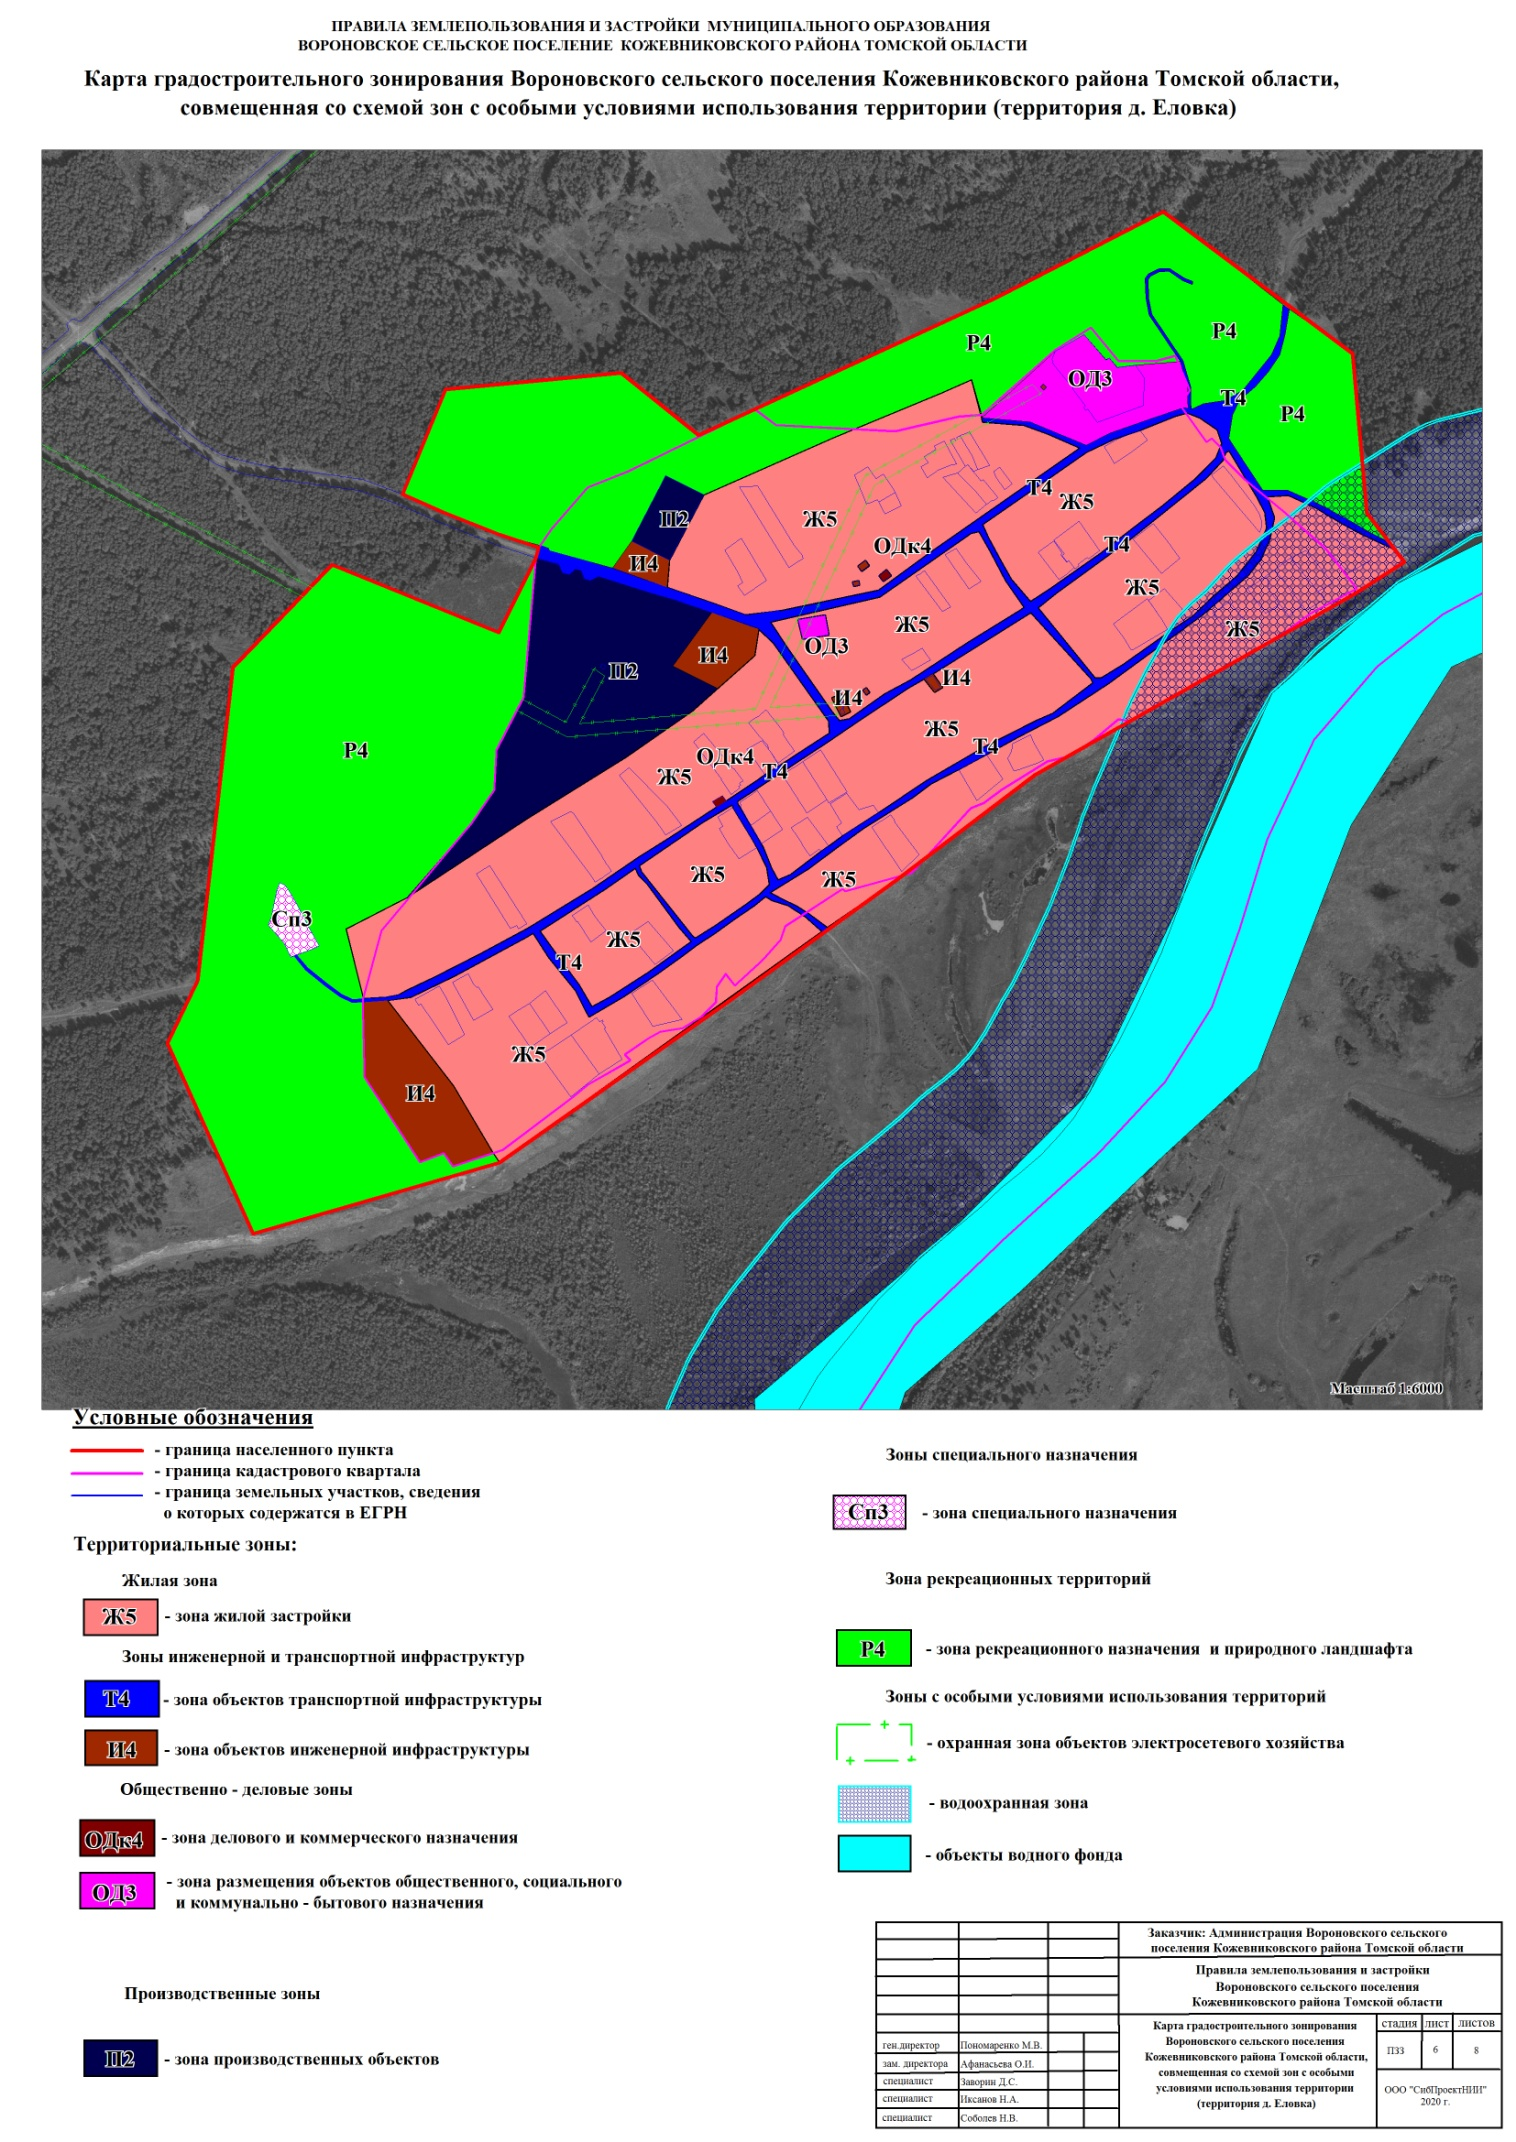 ПРАВИЛА ЗЕМЛЕПОЛЬЗОВАНИЯ И ЗАСТРОЙКИ МУНИЦИПАЛЬНОГО ОБРАЗОВАНИЯ
ВОРОНОВСКОЕ СЕЛЬСКОЕ ПОСЕЛЕНИЕ КОЖЕВНИКОВСКОГО РАЙОНА ТОМСКОЙ ОБЛАСТИ
Карта градостроительного зонирования Вороновского сельского поселения Кожевниковского района Томской области,
совмещенная со схемой зон с особыми условиями использования территории (территория д. Еловка)
Р4
Р4
ОД3
Т4
Р4
П2
Ж5
Т4
Ж5
ОДк4
Т4
И4
Ж5
Ж5
Ж5
ОД3
И4
П2
И4
И4
Ж5
Т4
Р4
ОДк4
Т4
Ж5
Ж5
Ж5
Сп3
Ж5
Т4
Ж5
И4
Масштаб 1:6000
Условные обозначения
- граница населенного пункта
- граница кадастрового квартала
- граница земельных участков, сведения
о которых содержатся в ЕГРН
Территориальные зоны:
Жилая зона
Ж5 - зона жилой застройки
Зоны инженерной и транспортной инфраструктур
Т4 - зона объектов транспортной инфраструктуры
И4 - зона объектов инженерной инфраструктуры
Общественно - деловые зоны
ОДк4 - зона делового и коммерческого назначения
ОД3 - зона размещения объектов общественного, социального
и коммунально - бытового назначения
Производственные зоны
П2 - зона производственных объектов
Зоны специального назначения
Сп3 - зона специального назначения
Зона рекреационных территорий
Р4 - зона рекреационного назначения и природного ландшафта
Зоны с особыми условиями использования территорий
- охранная зона объектов электросетевого хозяйства
- водоохранная зона
- объекты водного фонда
Заказчик: Администрация Вороновского сельского
поселения Кожевниковского района Томской области
Правила землепользования и застройки
Вороновского сельского поселения
Кожевниковского района Томской области
ген.директор Пономаренко М.В.
зам. директора Афанасьева О.И.
специалист Заворин Д.С.
специалист Иксанов Н.А.
специалист Соболев Н.В.
Карта градостроительного зонирования
Вороновского сельского поселения
Кожевниковского района Томской области,
совмещенная со схемой зон с особыми
условиями использования территории
(территория д. Еловка)
стадия лист листов
ПЗЗ 6 8
ООО "СибПроектНИИ"
2020 г.